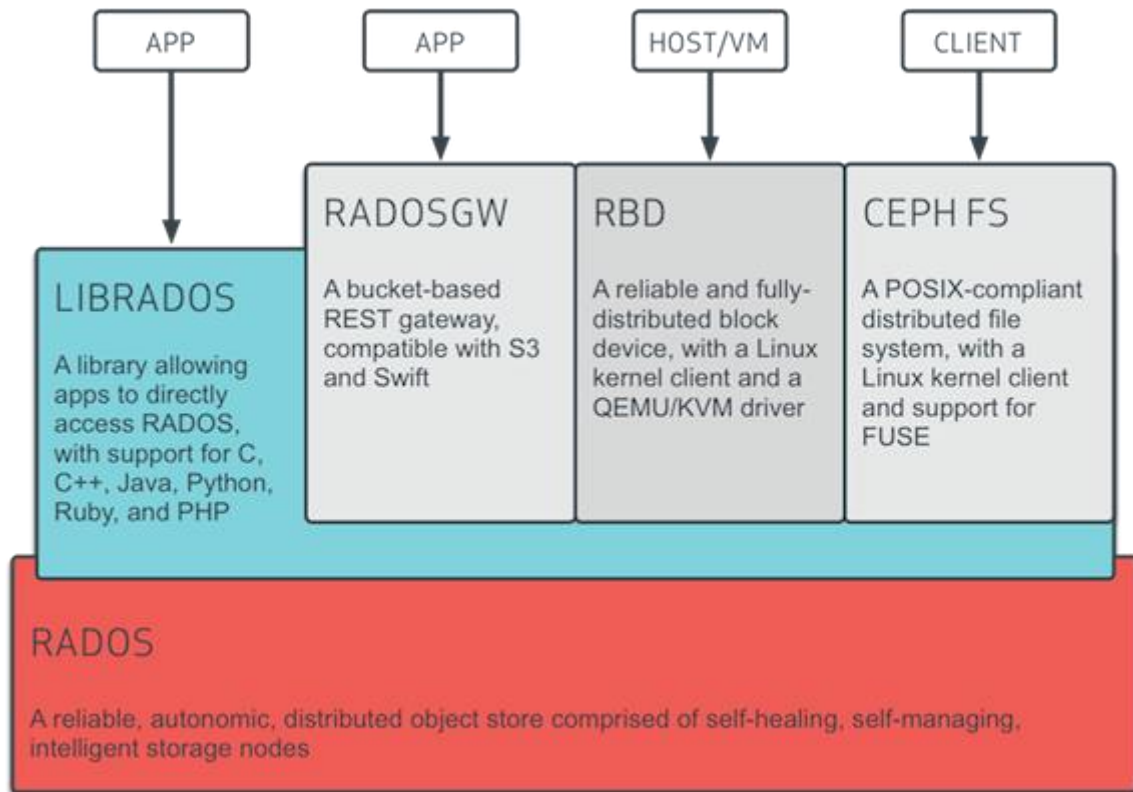 APP
APP
HOST/VM
CLIENT
LIBRADOS
A library allowing
apps to directly
access RADOS,
with support for C,
C++, Java, Python,
Ruby, and PHP
RADOSGW
A bucket-based
REST gateway,
compatible with S3
and Swift
RBD
A reliable and fully-
distributed block
device, with a Linux
kernel client and a
QEMU/KVM driver
CEPH FS
A POSIX-compliant
distributed file
system, with a
Linux kernel client
and support for
FUSE
RADOS
A reliable, autonomic, distributed object store comprised of self-healing, self-managing,
intelligent storage nodes